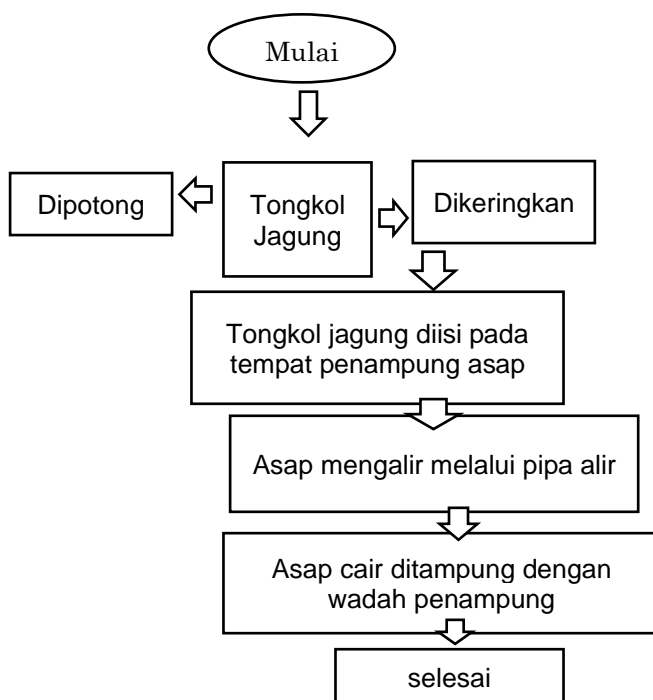 Mulai
Dipotong
Tongkol
Jagung
Dikeringkan
Tongkol jagung diisi pada
tempat penampung asap
Asap mengalir melalui pipa alir
Asap cair ditampung dengan
wadah penampung
selesai